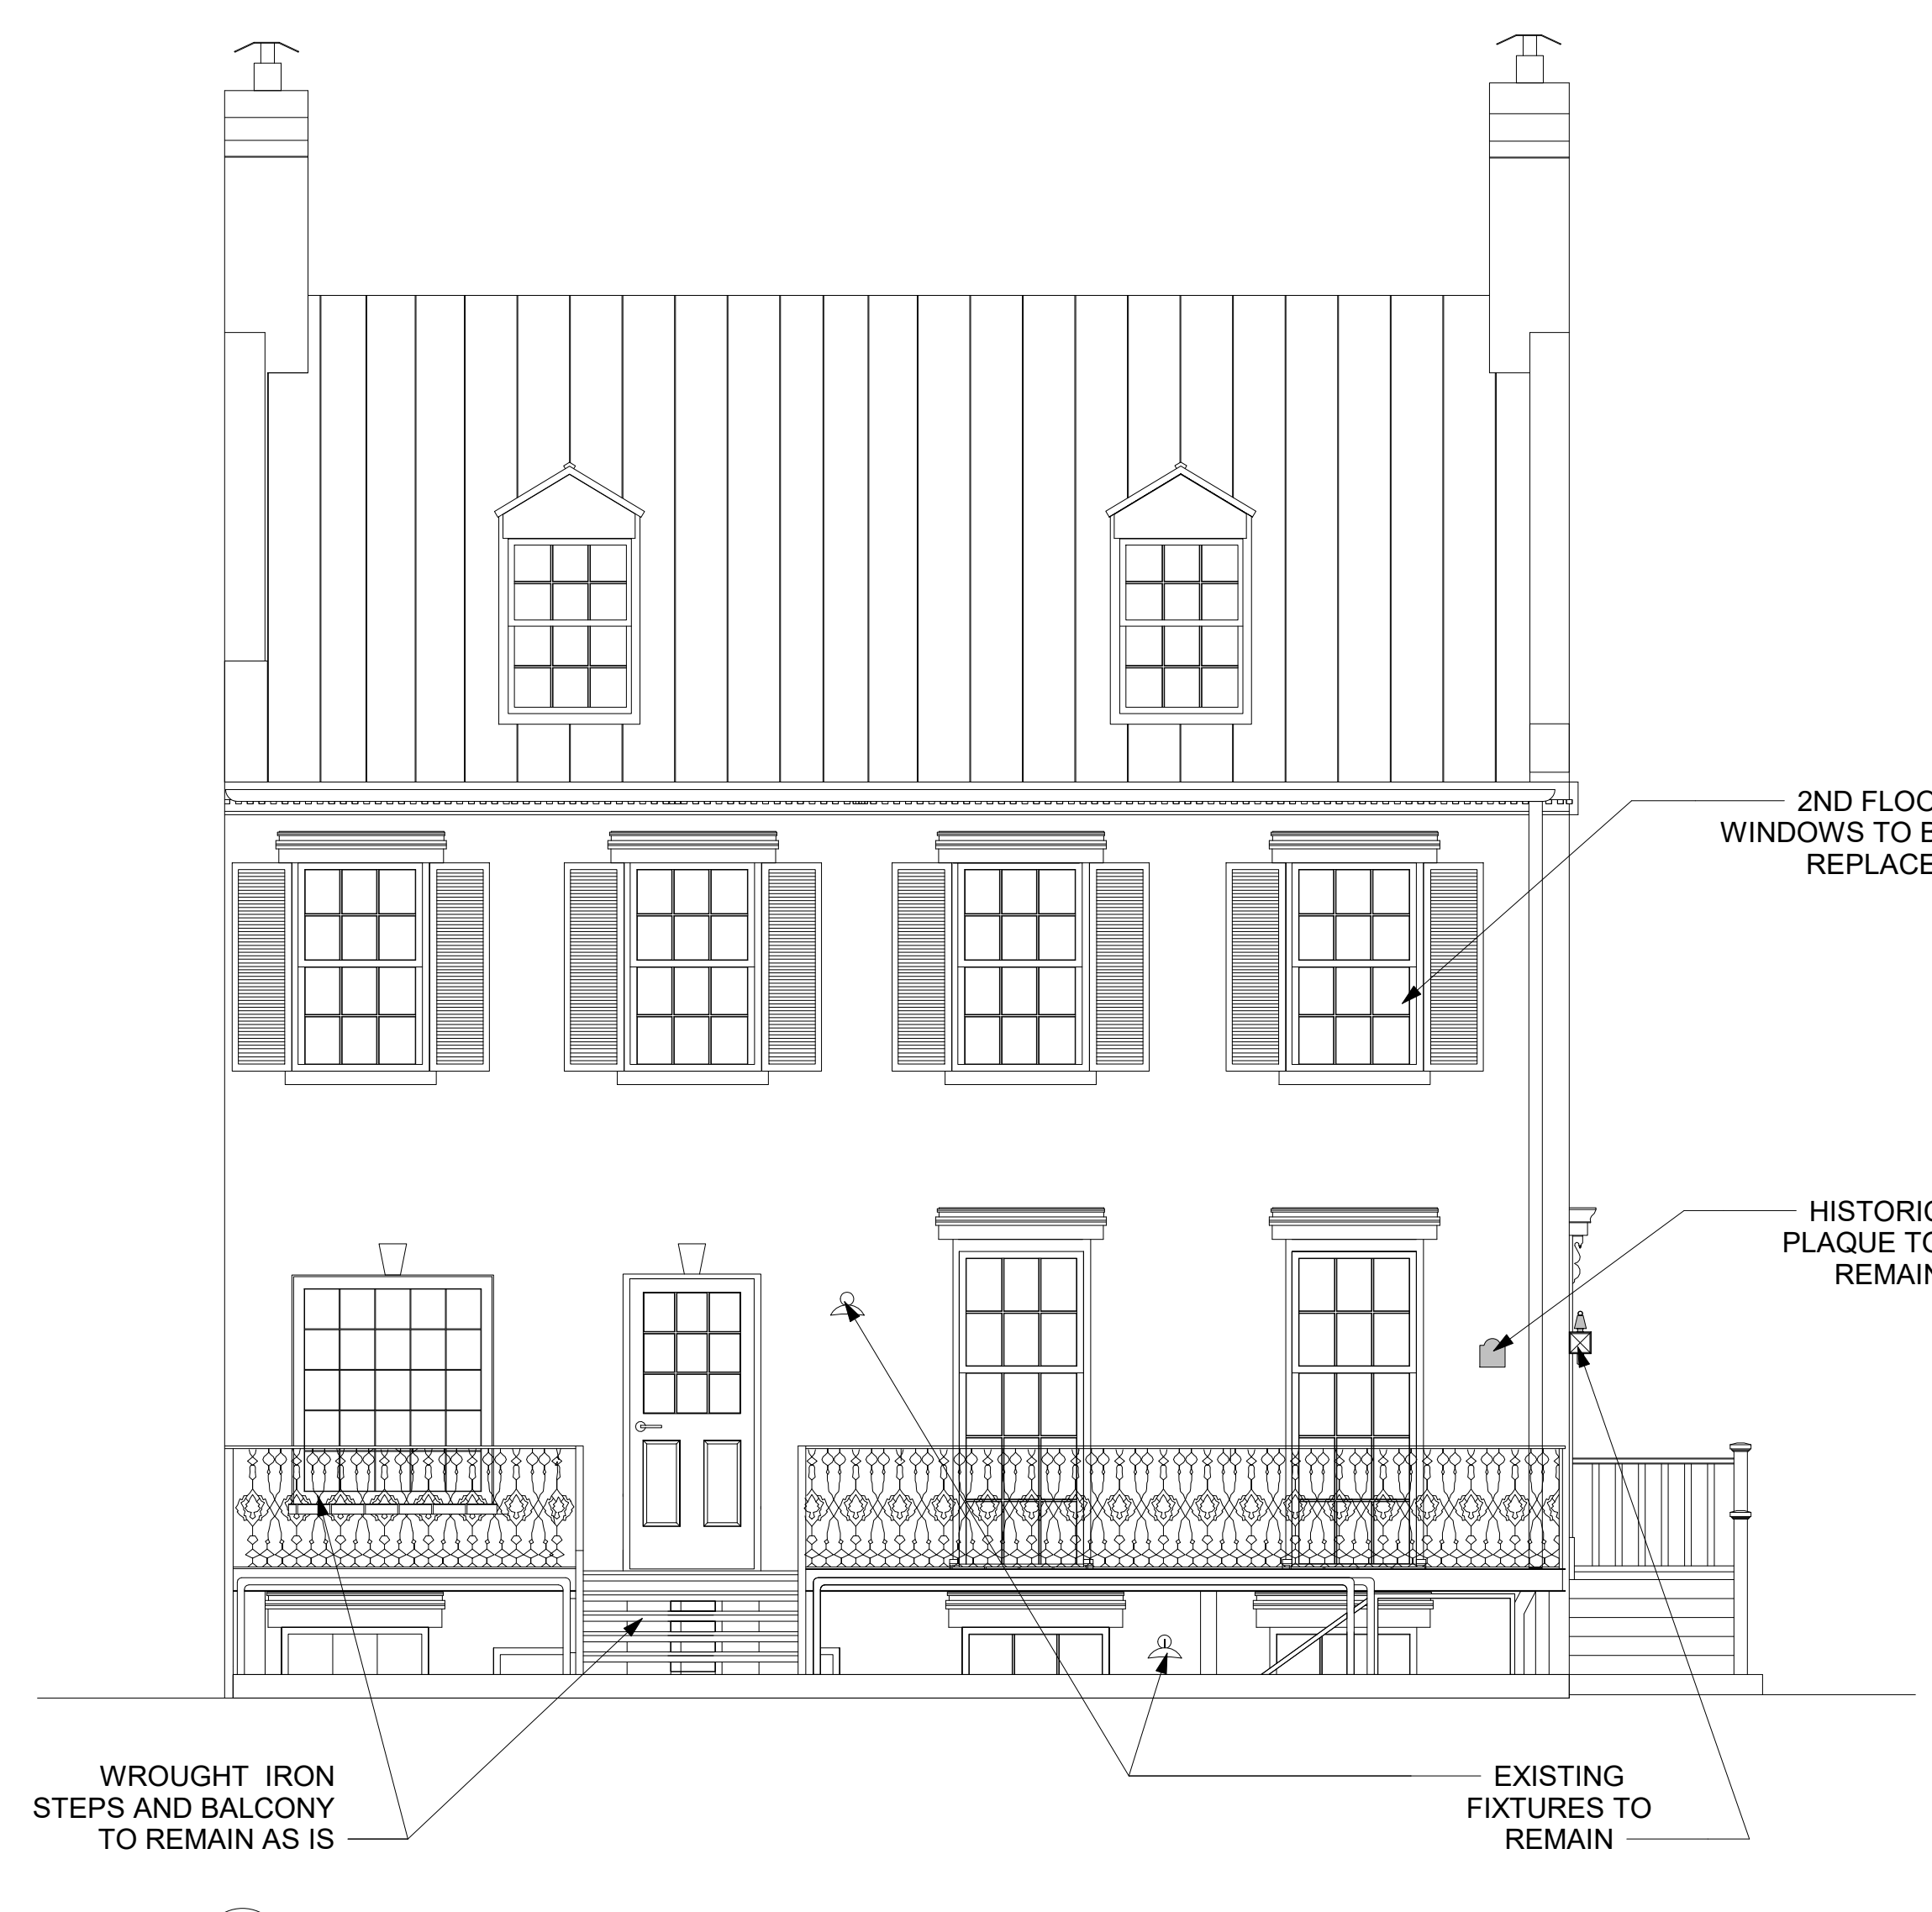 2ND FLOO
WINDOWS TO B
REPLACE
HISTORIC
PLAQUE TO
REMAIN
WROUGHT IRON
STEPS AND BALCONY
TO REMAIN AS IS
EXISTING
FIXTURES TO
REMAIN